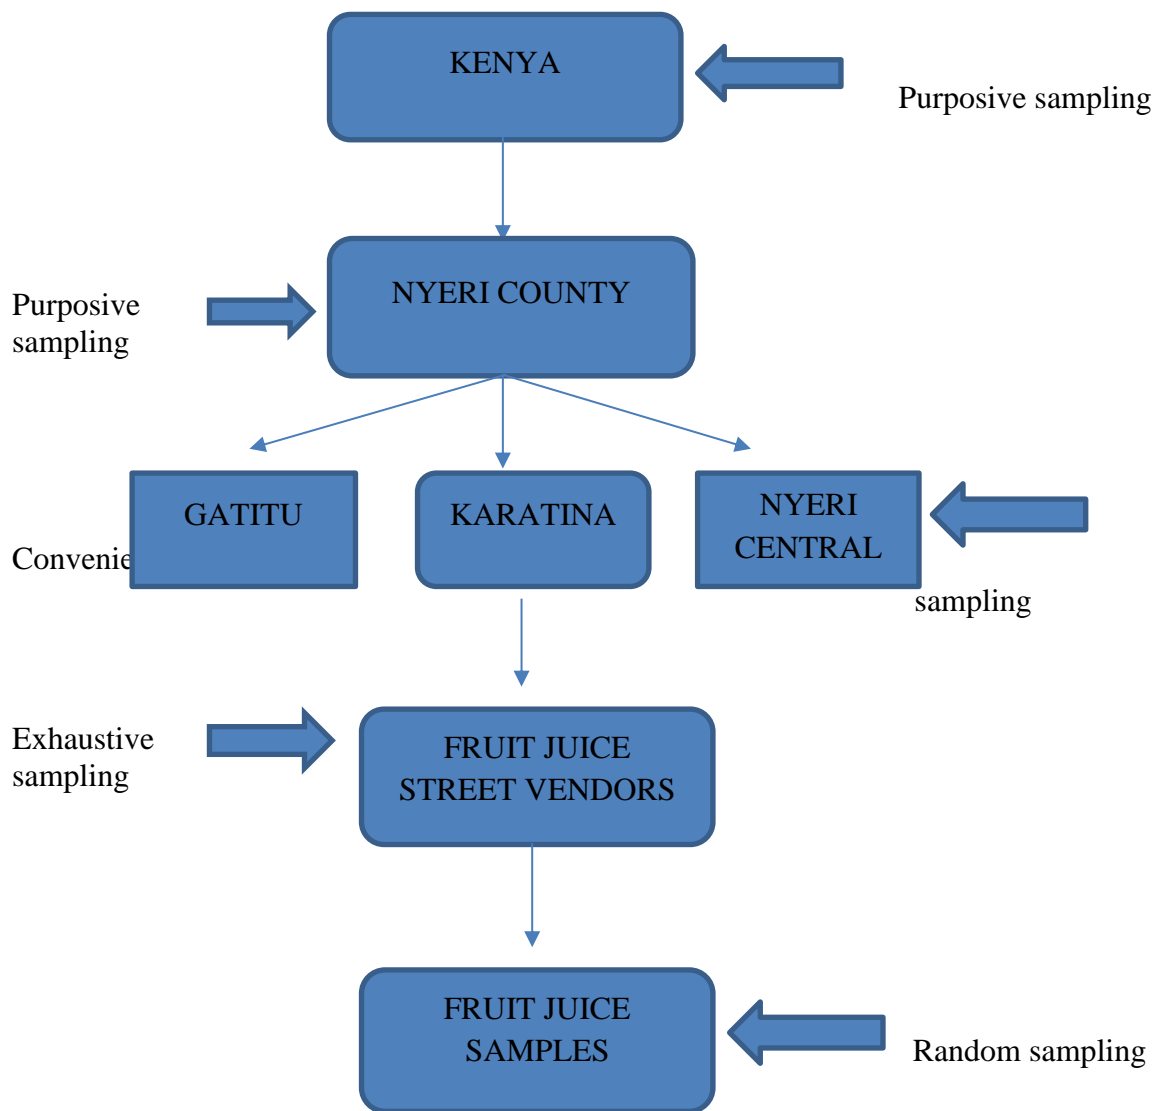 KENYA
Purposive sampling
NYERI COUNTY
Purposive
sampling
GATITU
KARATINA
NYERI
CENTRAL
sampling
Exhaustive
sampling
FRUIT JUICE
STREET VENDORS
FRUIT JUICE
SAMPLES
Random sampling